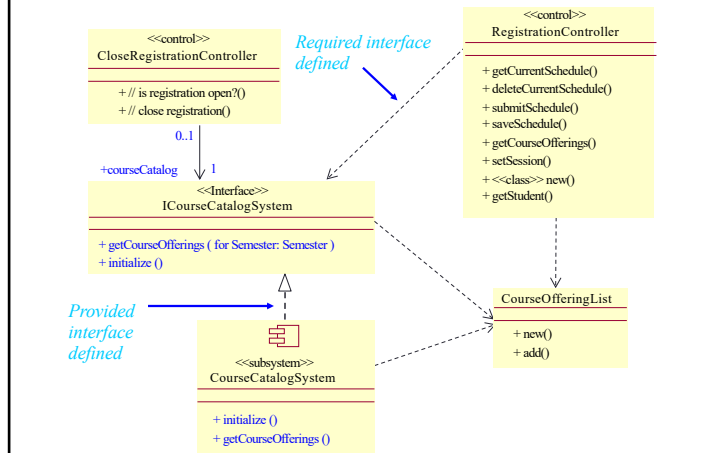 <<control>>
CloseRegistrationController
+ // is registration open?()
+ // close registration()
Required interface
defined
<<control>>
RegistrationController
+ getCurrentSchedule()
+ deleteCurrentSchedule()
+ submitSchedule()
+ saveSchedule()
+ getCourseOfferings()
+ setSession()
+ <<class>> new()
+ getStudent()
0..1
+courseCatalog
1
<<Interface>>
ICourseCatalogSystem
+ getCourseOfferings ( for Semester: Semester )
+ initialize ()
Provided
interface
defined
<<subsystem>>
CourseCatalogSystem
+ initialize ()
+ getCourseOfferings ()
CourseOfferingList
+ new()
+ add()